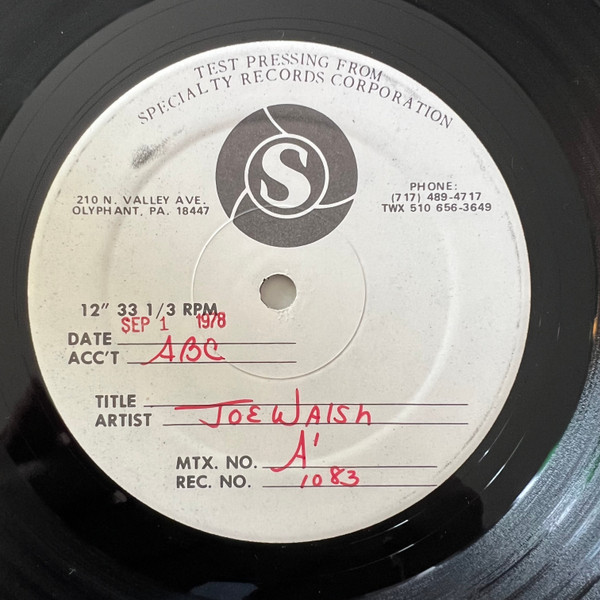 TEST PRESSING FROM
SPECIALTY RECORDS CORPORATION
S
210 N. VALLEY AVE.
OLYPHANT, PA. 18447
PHONE:
(717) 489-4717
TWX 510 656-3649
12" 33 1/3 RPM
DATE SEP 1 1978
ACC'T ABC
TITLE
ARTIST JOE WAlSh
MTX. NO. A'
REC. NO. 1083